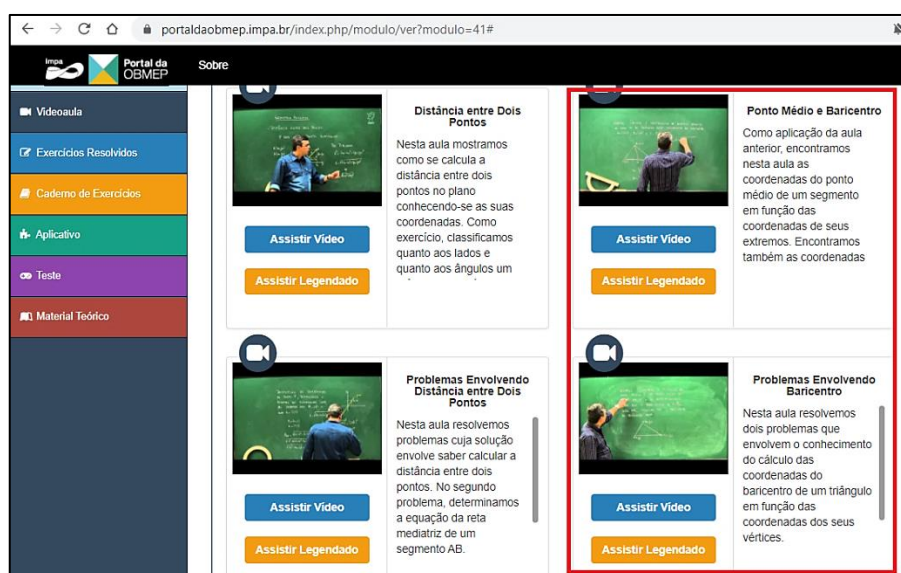 portaldaobmep.impa.br/index.php/modulo/ver?modulo=41#
impa
Portal da
OBMEP
Sobre
Videoaula
Exercícios Resolvidos
Caderno de Exercícios
Aplicativo
Teste
Material Teórico
Distância entre Dois
Pontos
Nesta aula mostramos
como se calcula a
distância entre dois
pontos no plano
conhecendo-se as suas
coordenadas. Como
exercício, classificamos
quanto aos lados e
quanto aos ângulos um
Assistir Vídeo
Assistir Legendado
Ponto Médio e Baricentro
Como aplicação da aula
anterior, encontramos
nesta aula as
coordenadas do ponto
médio de um segmento
em função das
coordenadas de seus
extremos. Encontramos
também as coordenadas
Assistir Vídeo
Assistir Legendado
Problemas Envolvendo
Distância entre Dois
Pontos
Nesta aula resolvemos
problemas cuja solução
envolve saber calcular a
distância entre dois
pontos. No segundo
problema, determinamos
a equação da reta
mediatriz de um
segmento AB.
Assistir Vídeo
Assistir Legendado
Problemas Envolvendo
Baricentro
Nesta aula resolvemos
dois problemas que
envolvem o conhecimento
do cálculo das
coordenadas do
baricentro de um triângulo
em função das
coordenadas dos seus
vértices.
Assistir Vídeo
Assistir Legendado